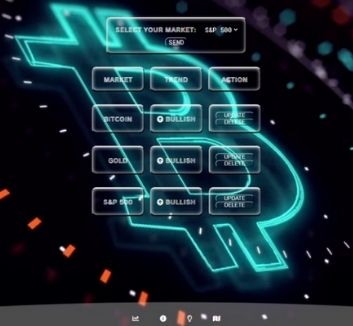 SELECT YOUR MARKET: S&P 500
SEND
MARKET TREND ACTION
BITCOIN BULLISH UPDATE
DELETE
GOLD BULLISH UPDATE
DELETE
S&P 500 BULLISH UPDATE
DELETE